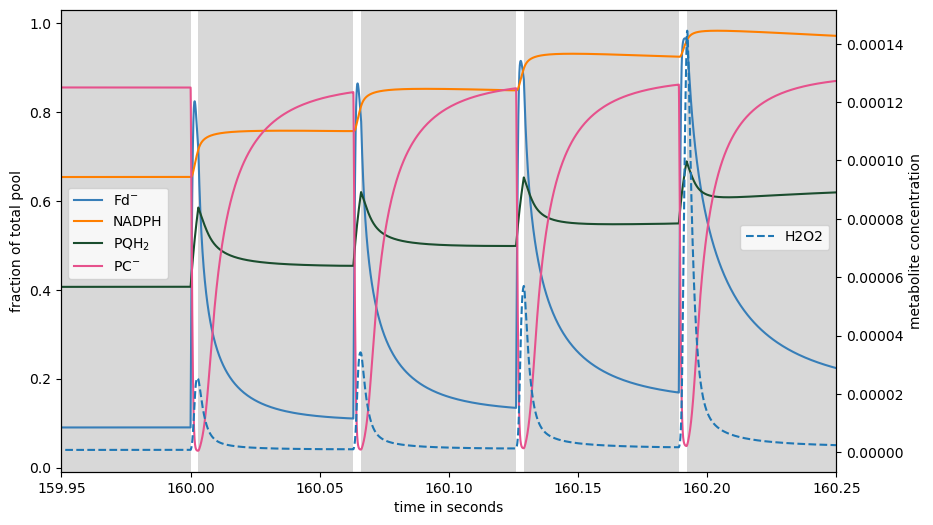 1.0
0.8
0.6
0.4
0.2
0.0
fraction of total pool
Fd⁻
NADPH
PQH₂
PC⁻
H2O2
0.00014
0.00012
0.00010
0.00008
0.00006
0.00004
0.00002
0.00000
metabolite concentration
159.95 160.00 160.05 160.10 160.15 160.20 160.25
time in seconds